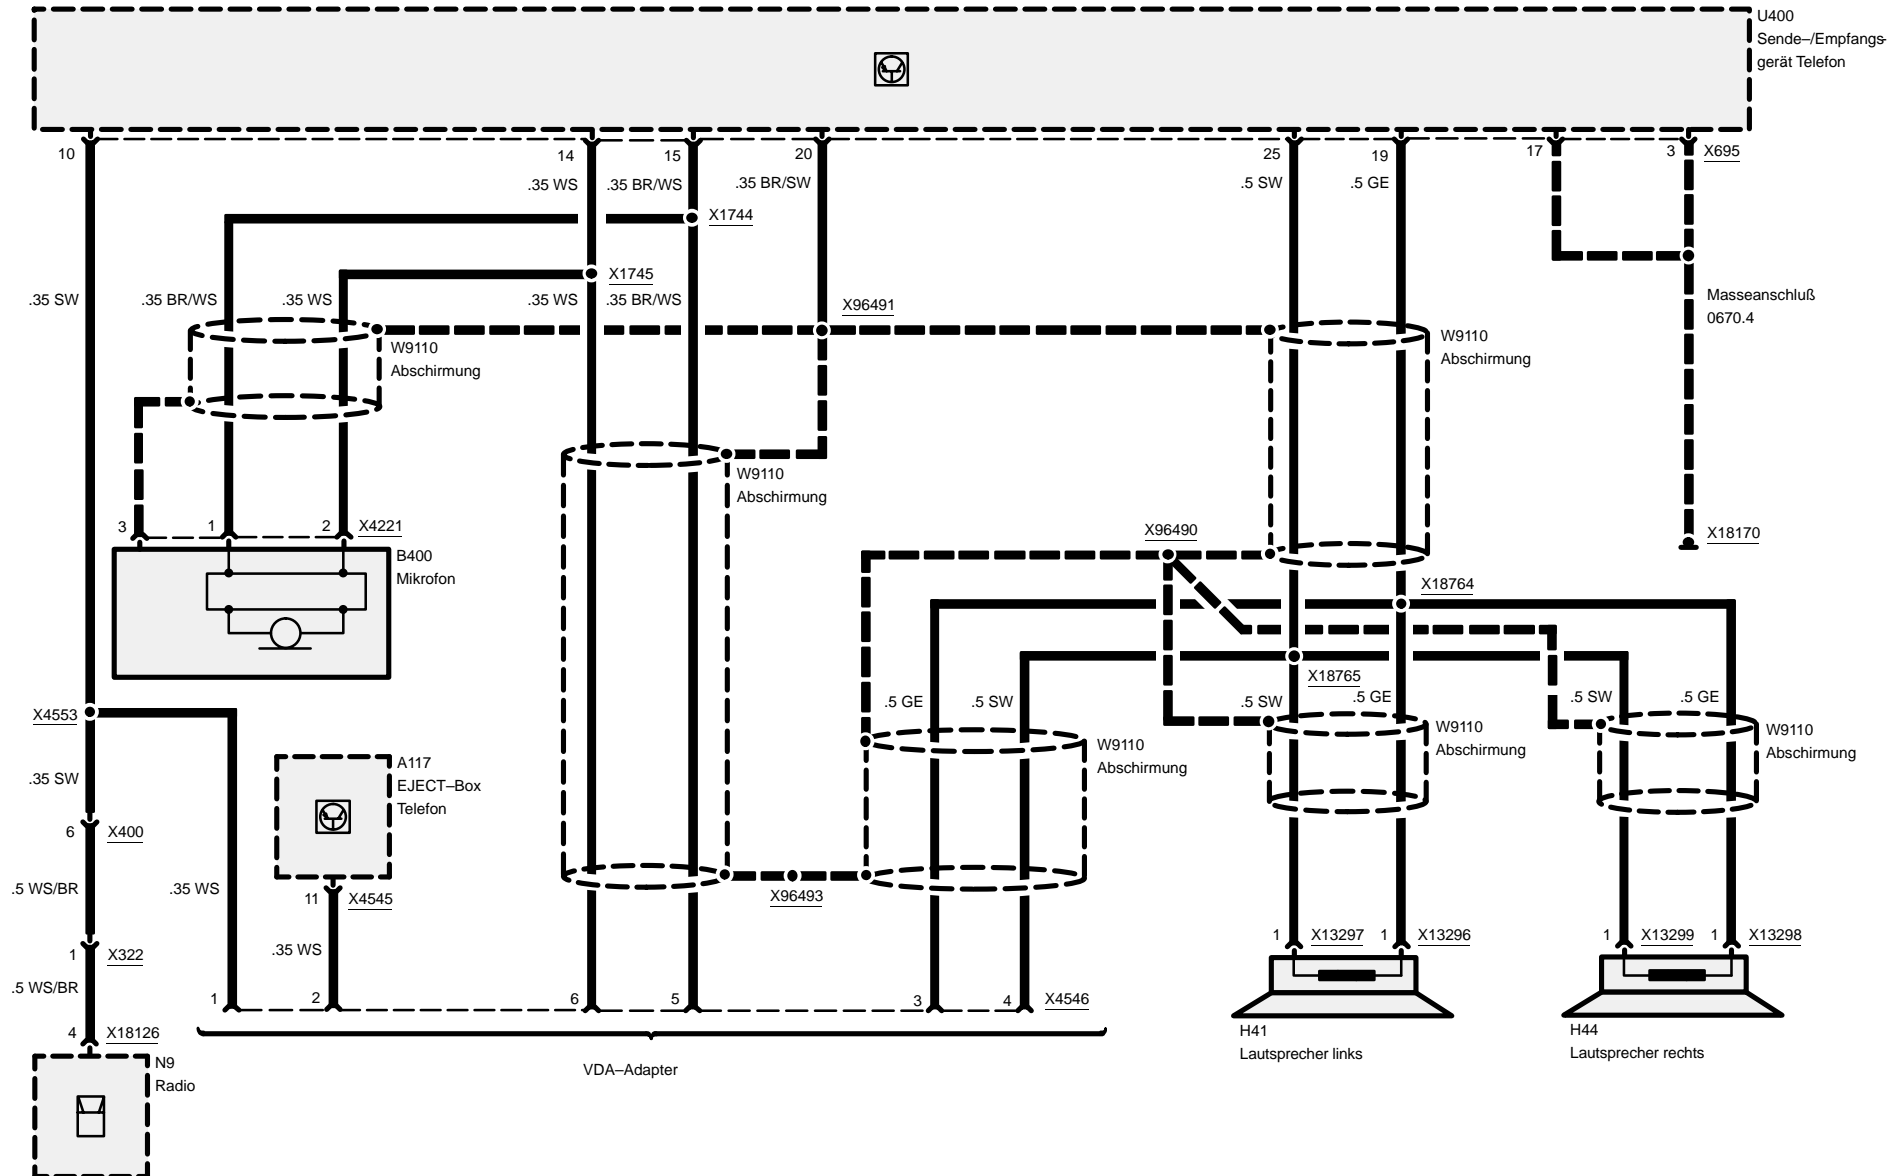 U400
Sende–/Empfangs-
gerät Telefon
10
14
15
20
25
19
17
3
X695
.35 WS
.35 BR/WS
.35 BR/SW
.5 SW
.5 GE
X1744
X1745
.35 SW
.35 BR/WS
.35 WS
.35 WS
.35 BR/WS
X96491
Masseanschluß
0670.4
W9110
Abschirmung
W9110
Abschirmung
W9110
Abschirmung
3
1
2
X4221
X96490
X18170
B400
Mikrofon
X18764
X18765
.5 GE
.5 SW
.5 SW
.5 GE
.5 SW
.5 GE
X4553
W9110
Abschirmung
W9110
Abschirmung
W9110
Abschirmung
.35 SW
A117
EJECT–Box
Telefon
6
X400
.5 WS/BR
.35 WS
11
X4545
X96493
1
X13297
1
X13296
1
X13299
1
X13298
.35 WS
1
X322
.5 WS/BR
1
2
6
5
3
4
X4546
4
X18126
H41
Lautsprecher links
H44
Lautsprecher rechts
N9
Radio
VDA–Adapter